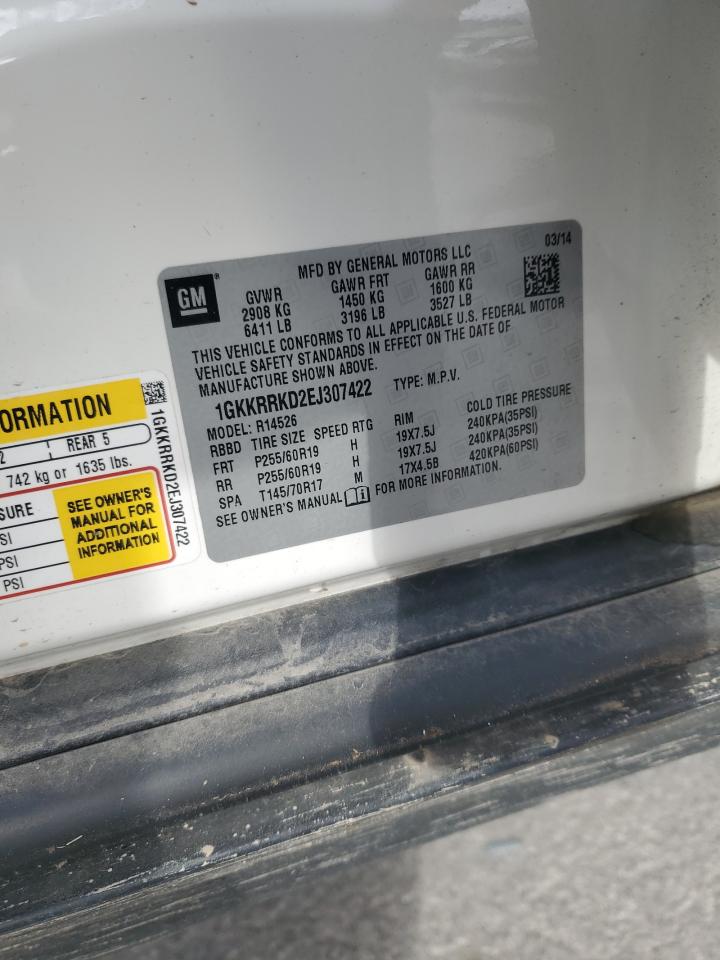 GM ®
MFD BY GENERAL MOTORS LLC 03/14
GVWR GAWR FRT GAWR RR
2908 KG 1450 KG 1600 KG
6411 LB 3196 LB 3527 LB
THIS VEHICLE CONFORMS TO ALL APPLICABLE U.S. FEDERAL MOTOR
VEHICLE SAFETY STANDARDS IN EFFECT ON THE DATE OF
MANUFACTURE SHOWN ABOVE.
1GKKRRKD2EJ307422 TYPE: M.P.V.
MODEL: R14526
RBBD TIRE SIZE SPEED RTG RIM COLD TIRE PRESSURE
FRT P255/60R19 H 19X7.5J 240KPA(35PSI)
RR P255/60R19 H 19X7.5J 240KPA(35PSI)
SPA T145/70R17 M 17X4.5B 420KPA(60PSI)
SEE OWNER'S MANUAL FOR MORE INFORMATION.
ORMATION
2 REAR 5
742 kg or 1635 lbs.
SURE
SI
PSI
PSI
SEE OWNER'S
MANUAL FOR
ADDITIONAL
INFORMATION
1GKKRRKD2EJ307422